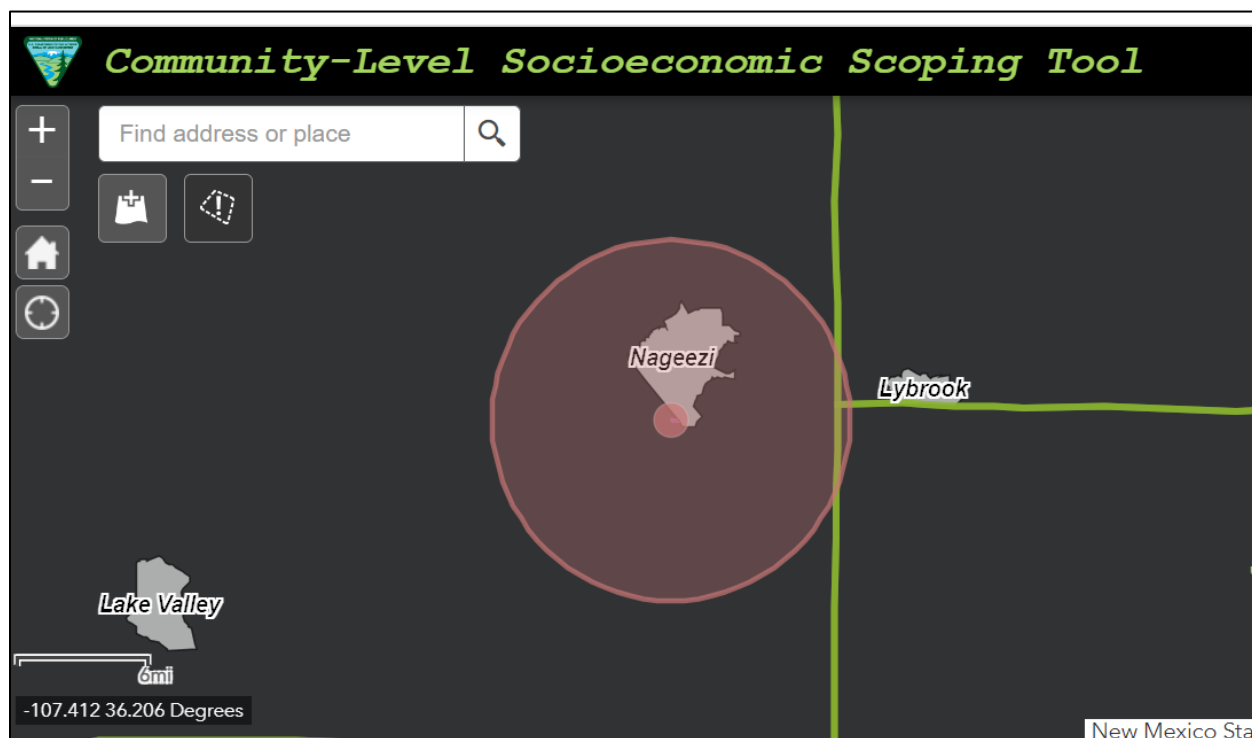 Community-Level Socioeconomic Scoping Tool
+
Find address or place
−
Nageezi
Lybrook
Lake Valley
6mi
-107.412 36.206 Degrees
New Mexico Sta